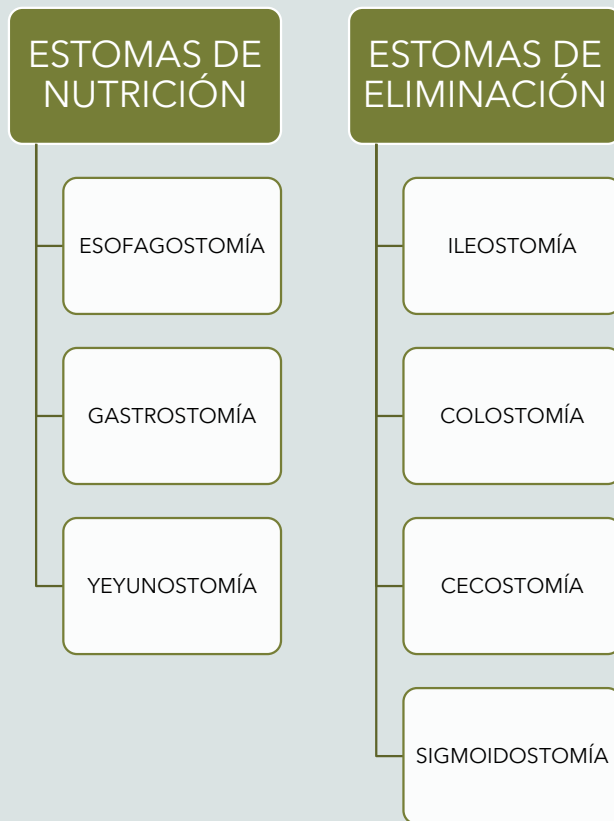 ESTOMAS DE
NUTRICIÓN
ESOFAGOSTOMÍA
GASTROSTOMÍA
YEYUNOSTOMÍA
ESTOMAS DE
ELIMINACIÓN
ILEOSTOMÍA
COLOSTOMÍA
CECOSTOMÍA
SIGMOIDOSTOMÍA